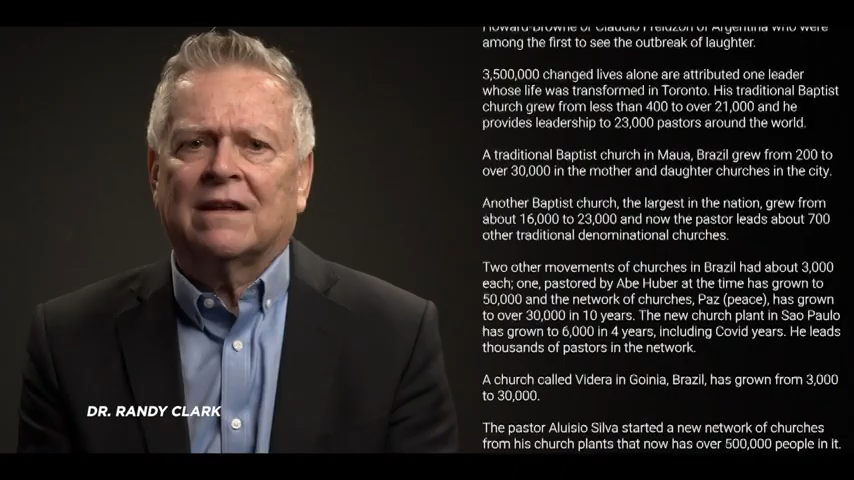 Howard-Browne or Claudio Freidzon of Argentina who were
among the first to see the outbreak of laughter.
3,500,000 changed lives alone are attributed one leader
whose life was transformed in Toronto. His traditional Baptist
church grew from less than 400 to over 21,000 and he
provides leadership to 23,000 pastors around the world.
A traditional Baptist church in Maua, Brazil grew from 200 to
over 30,000 in the mother and daughter churches in the city.
Another Baptist church, the largest in the nation, grew from
about 16,000 to 23,000 and now the pastor leads about 700
other traditional denominational churches.
Two other movements of churches in Brazil had about 3,000
each; one, pastored by Abe Huber at the time has grown to
50,000 and the network of churches, Paz (peace), has grown
to over 30,000 in 10 years. The new church plant in Sao Paulo
has grown to 6,000 in 4 years, including Covid years. He leads
thousands of pastors in the network.
A church called Videra in Goinia, Brazil, has grown from 3,000
to 30,000.
The pastor Aluisio Silva started a new network of churches
from his church plants that now has over 500,000 people in it.
DR. RANDY CLARK